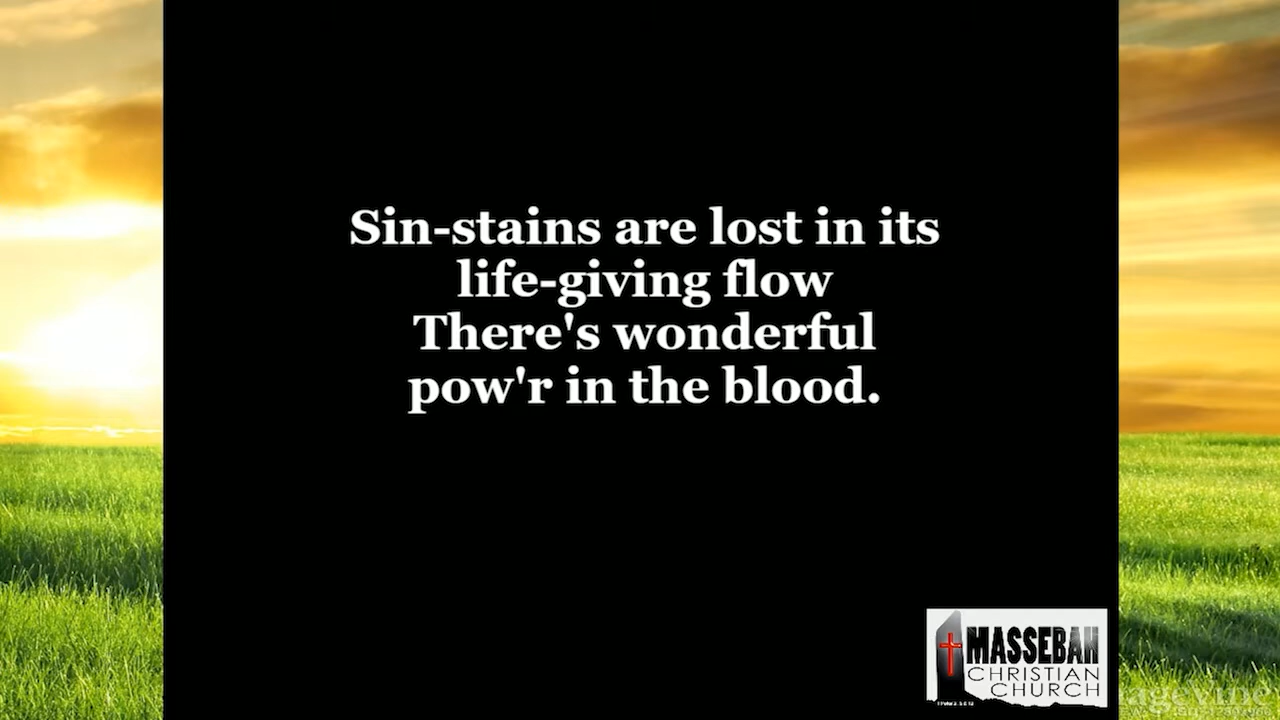 Sin-stains are lost in its
life-giving flow
There's wonderful
pow'r in the blood.
MASSEBAH
CHRISTIAN
CHURCH